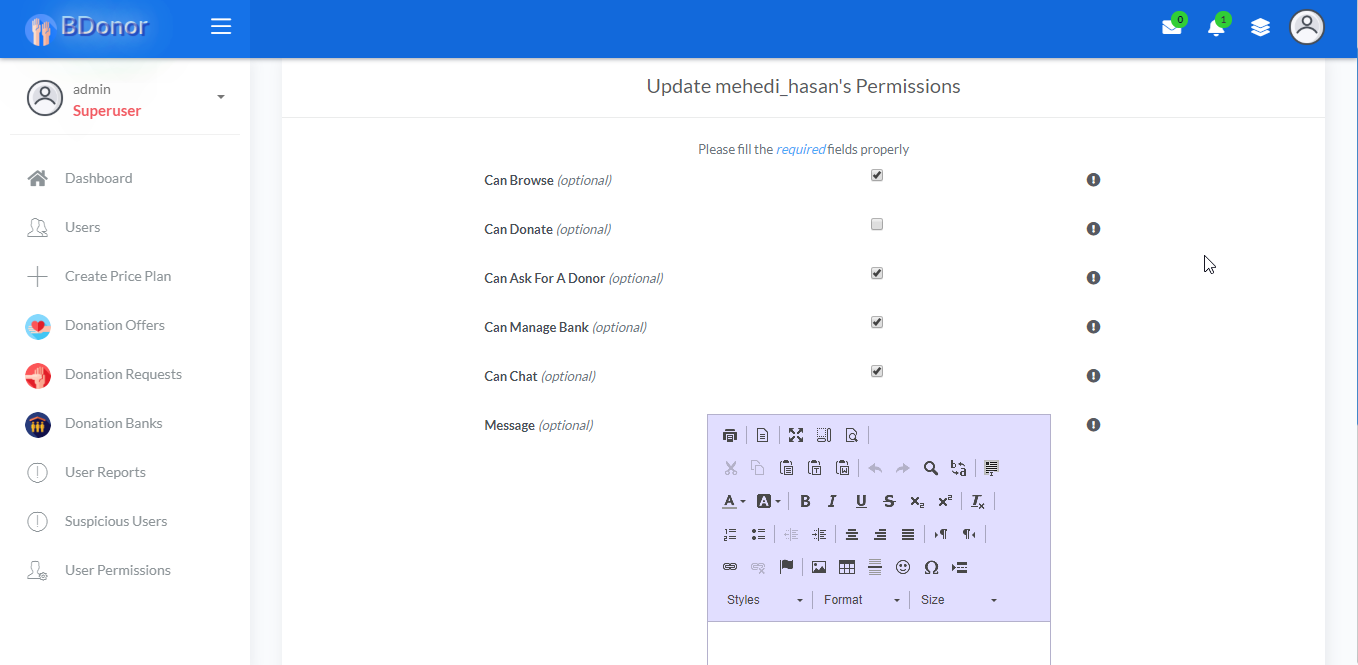 BDonor
0
1
admin
Superuser
Dashboard
Users
Create Price Plan
Donation Offers
Donation Requests
Donation Banks
User Reports
Suspicious Users
User Permissions
Update mehedi_hasan's Permissions
Please fill the required fields properly
Can Browse (optional)
Can Donate (optional)
Can Ask For A Donor (optional)
Can Manage Bank (optional)
Can Chat (optional)
Message (optional)
Styles Format Size